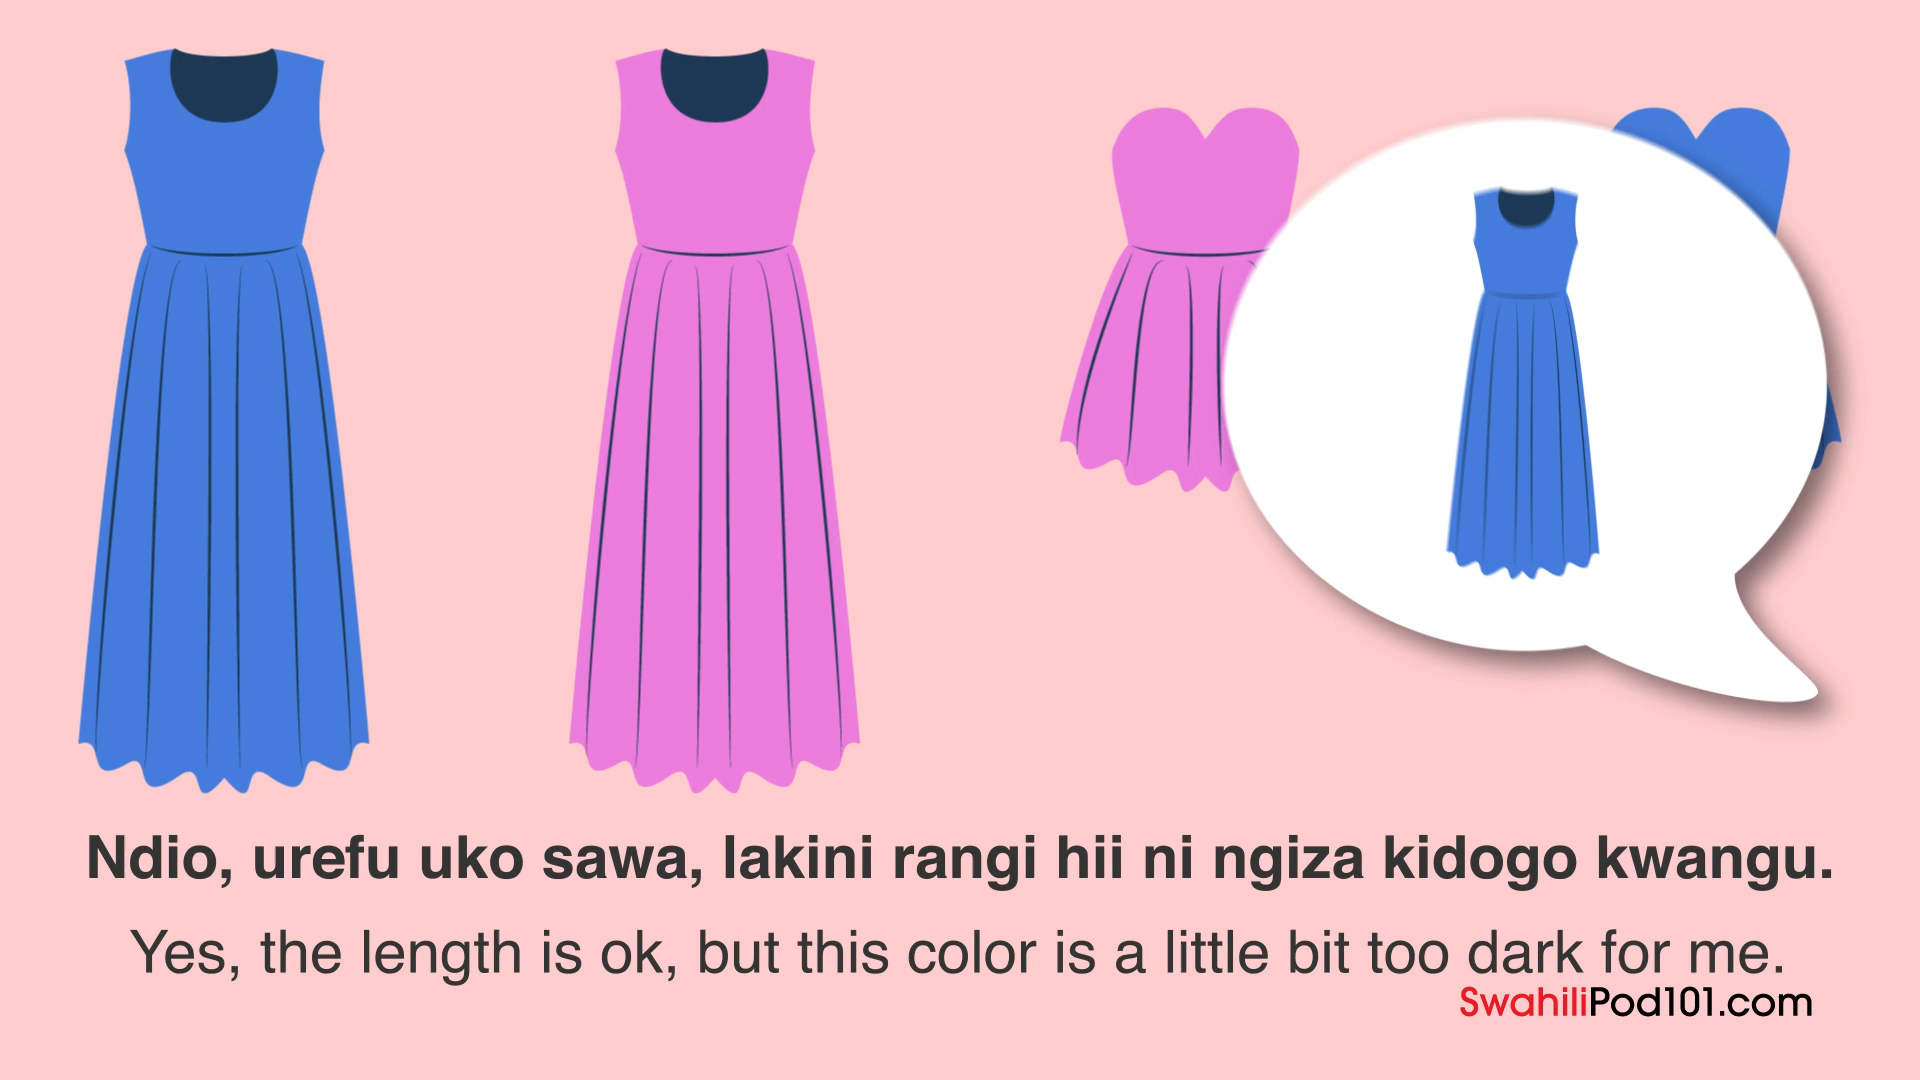 Ndio, urefu uko sawa, lakini rangi hii ni ngiza kidogo kwangu.
Yes, the length is ok, but this color is a little bit too dark for me.
SwahiliPod101.com